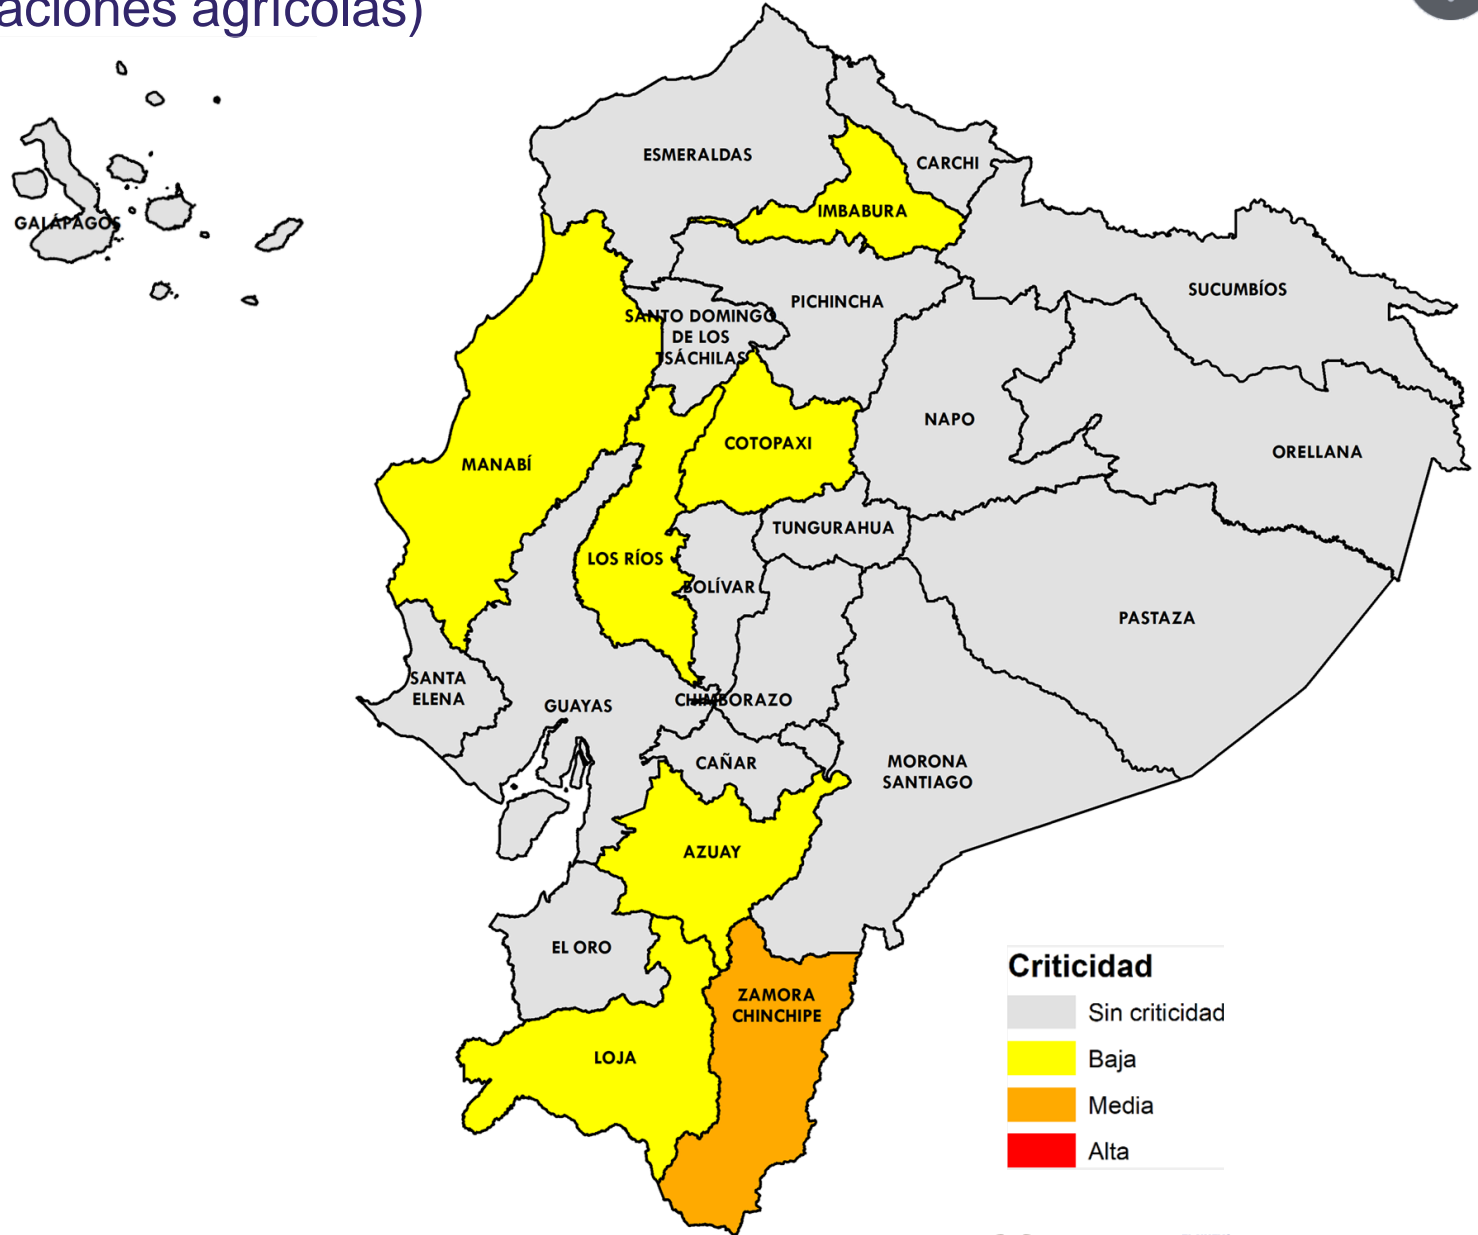 aciones agrícolas)
ESMERALDAS
CARCHI
IMBABURA
GALÁPAGOS
SUCUMBÍOS
PICHINCHA
SANTO DOMINGO
DE LOS
TSÁCHILAS
NAPO
COTOPAXI
ORELLANA
MANABÍ
TUNGURAHUA
LOS RÍOS
BOLÍVAR
PASTAZA
SANTA
ELENA
CHIMBORAZO
GUAYAS
CAÑAR
MORONA
SANTIAGO
AZUAY
EL ORO
ZAMORA
CHINCHIPE
LOJA
Criticidad
Sin criticidad
Baja
Media
Alta